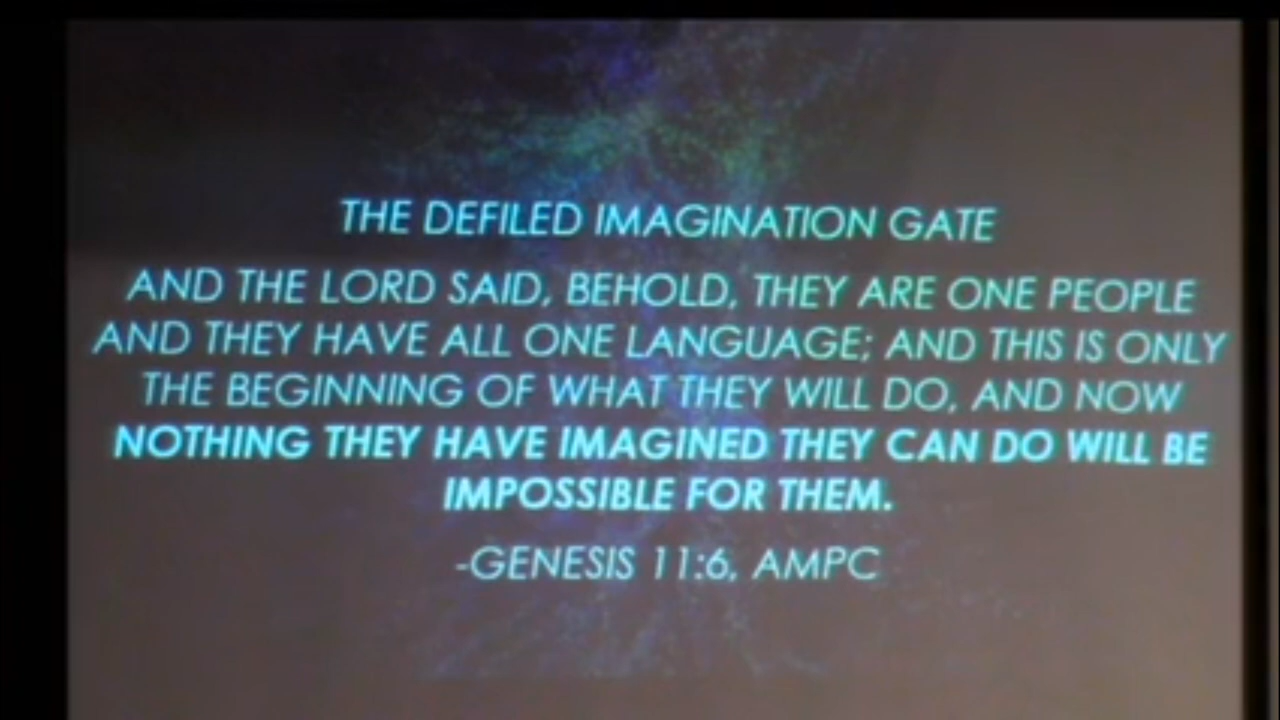 THE DEFILED IMAGINATION GATE
AND THE LORD SAID, BEHOLD, THEY ARE ONE PEOPLE
AND THEY HAVE ALL ONE LANGUAGE; AND THIS IS ONLY
THE BEGINNING OF WHAT THEY WILL DO, AND NOW
NOTHING THEY HAVE IMAGINED THEY CAN DO WILL BE
IMPOSSIBLE FOR THEM.
-GENESIS 11:6, AMPC